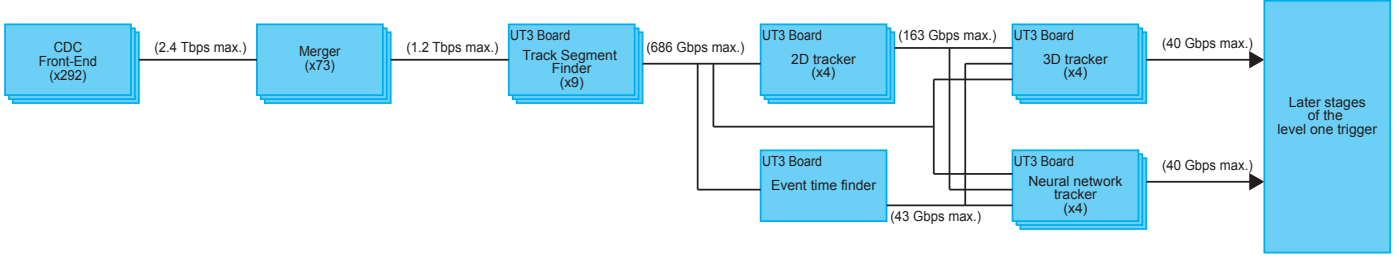 CDC
Front-End
(x292)
(2.4 Tbps max.)
Merger
(x73)
(1.2 Tbps max.)
UT3 Board
Track Segment
Finder
(x9)
(686 Gbps max.)
UT3 Board
2D tracker
(x4)
(163 Gbps max.)
UT3 Board
3D tracker
(x4)
(40 Gbps max.)
UT3 Board
Event time finder
(43 Gbps max.)
UT3 Board
Neural network
tracker
(x4)
(40 Gbps max.)
Later stages
of the
level one trigger